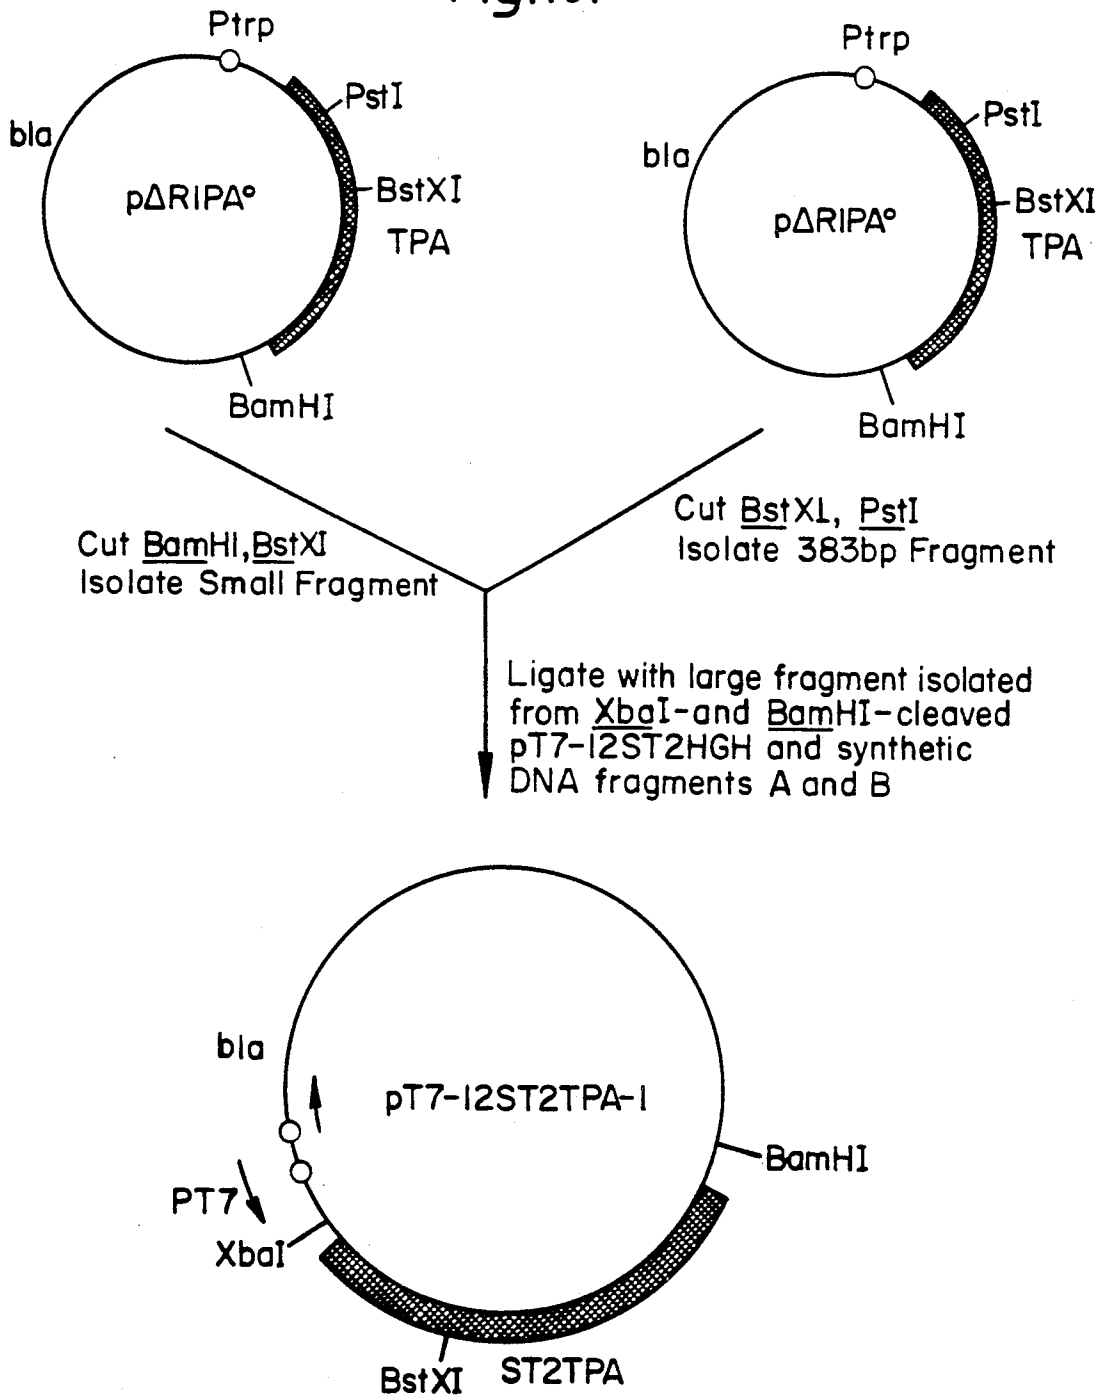 Ptrp
PstI
bla
BstXI
pΔRIPA°
TPA
BamHI
Ptrp
PstI
bla
BstXI
pΔRIPA°
TPA
BamHI
Cut BamHI, BstXI
Isolate Small Fragment
Cut BstXI, PstI
Isolate 383bp Fragment
Ligate with large fragment isolated
from XbaI-and BamHI-cleaved
pT7-12ST2HGH and synthetic
DNA fragments A and B
bla
pT7-12ST2TPA-1
BamHI
PT7
XbaI
BstXI
ST2TPA